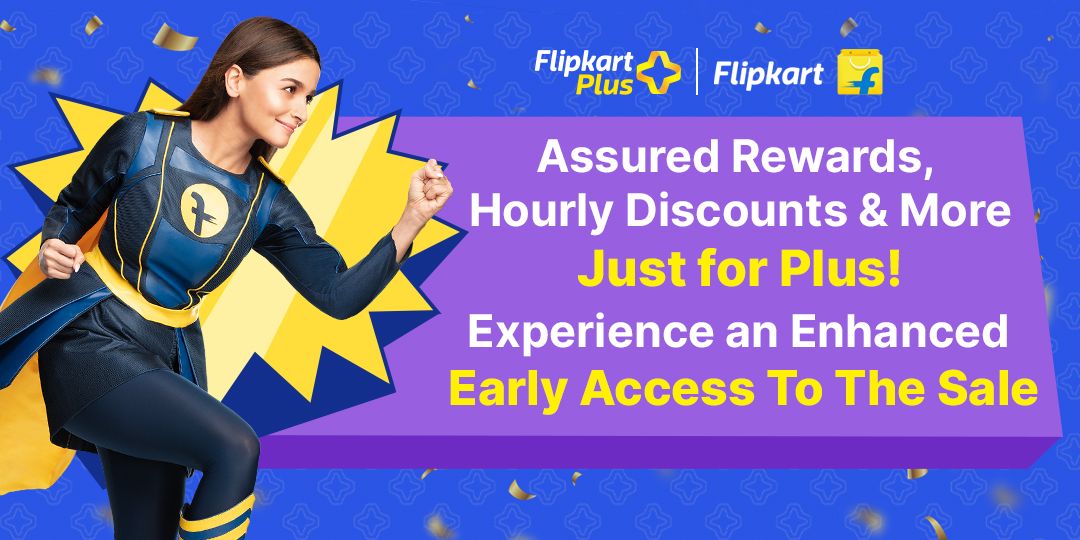 Flipkart
Plus
Flipkart
Assured Rewards,
Hourly Discounts & More
Just for Plus!
Experience an Enhanced
Early Access To The Sale